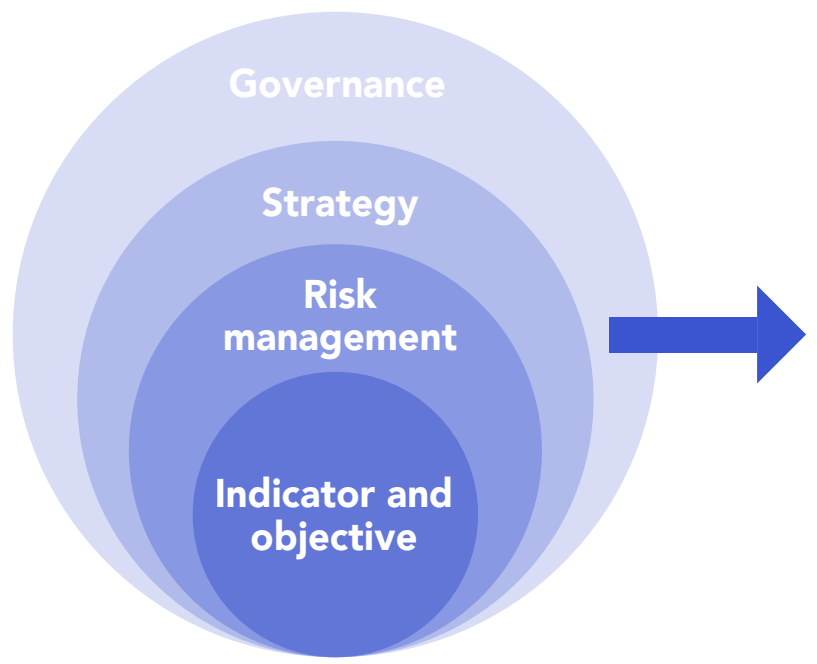 Governance
Strategy
Risk
management
Indicator and
objective